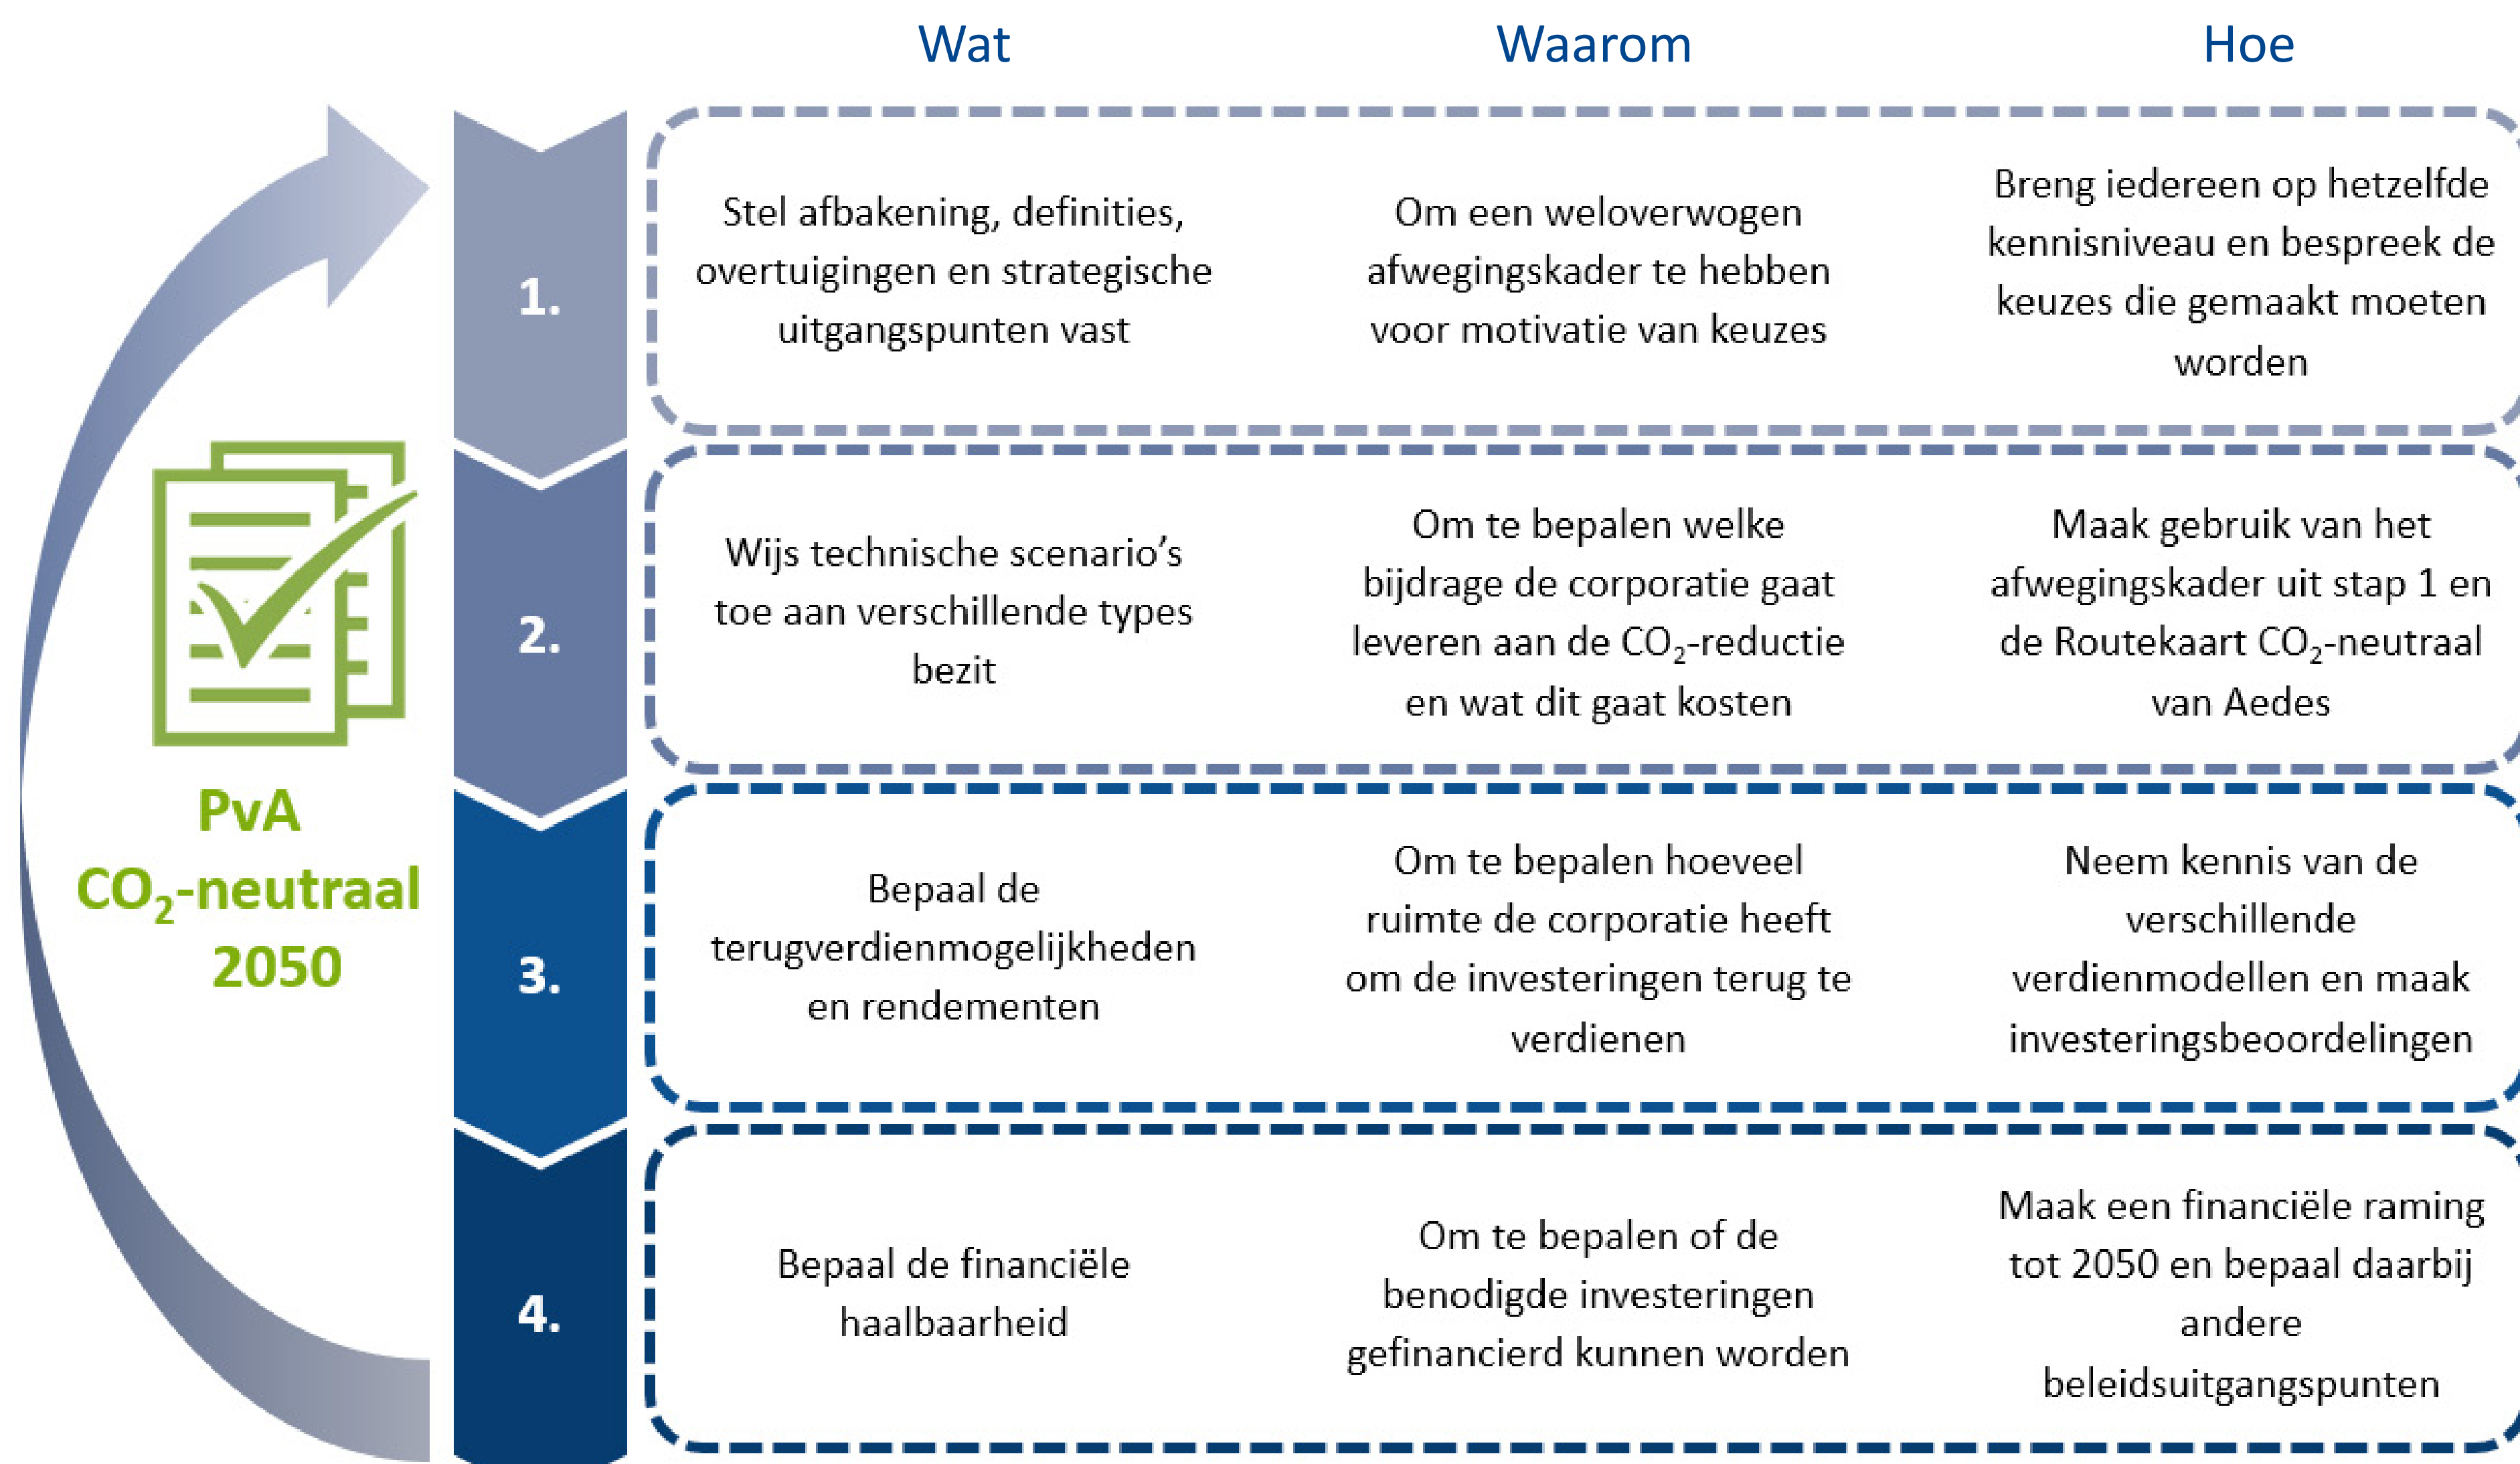 Wat
Waarom
Hoe
1.
Stel afbakening, definities,
overtuigingen en strategische
uitgangspunten vast
Om een weloverwogen
afwegingskader te hebben
voor motivatie van keuzes
Breng iedereen op hetzelfde
kennisniveau en bespreek de
keuzes die gemaakt moeten
worden
2.
Wijs technische scenario’s
toe aan verschillende types
bezit
Om te bepalen welke
bijdrage de corporatie gaat
leveren aan de CO₂-reductie
en wat dit gaat kosten
Maak gebruik van het
afwegingskader uit stap 1 en
de Routekaart CO₂-neutraal
van Aedes
PvA
CO₂-neutraal
2050
3.
Bepaal de
terugverdienmogelijkheden
en rendementen
Om te bepalen hoeveel
ruimte de corporatie heeft
om de investeringen terug te
verdienen
Neem kennis van de
verschillende
verdienmodellen en maak
investeringsbeoordelingen
4.
Bepaal de financiële
haalbaarheid
Om te bepalen of de
benodigde investeringen
gefinancierd kunnen worden
Maak een financiële raming
tot 2050 en bepaal daarbij
andere
beleidsuitgangspunten